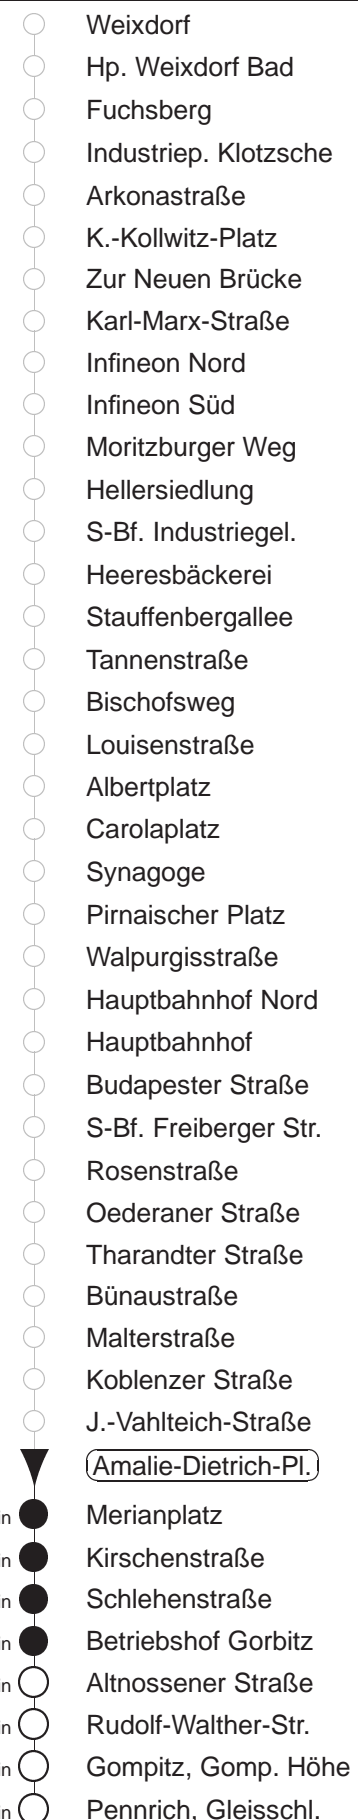 Weixdorf
Hp. Weixdorf Bad
Fuchsberg
Industriep. Klotzsche
Arkonastraße
K.-Kollwitz-Platz
Zur Neuen Brücke
Karl-Marx-Straße
Infineon Nord
Infineon Süd
Moritzburger Weg
Hellersiedlung
S-Bf. Industriegel.
Heeresbäckerei
Stauffenbergallee
Tannenstraße
Bischofsweg
Louisenstraße
Albertplatz
Carolaplatz
Synagoge
Pirnaischer Platz
Walpurgisstraße
Hauptbahnhof Nord
Hauptbahnhof
Budapester Straße
S-Bf. Freiberger Str.
Rosenstraße
Oederaner Straße
Tharandter Straße
Bünaustraße
Malterstraße
Koblenzer Straße
J.-Vahlteich-Straße
Amalie-Dietrich-Pl.
Merianplatz
Kirschenstraße
Schlehenstraße
Betriebshof Gorbitz
Altnossener Straße
Rudolf-Walther-Str.
Gompitz, Gomp. Höhe
Pennrich, Gleisschl.